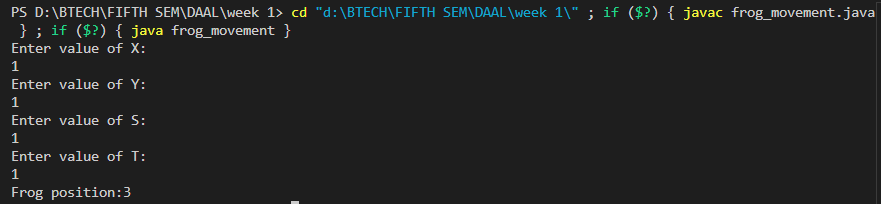 PS D:\BTECH\FIFTH SEM\DAAL\week 1> cd "d:\BTECH\FIFTH SEM\DAAL\week 1\" ; if ($?) { javac frog_movement.java
 } ; if ($?) { java frog_movement }
Enter value of X:
1
Enter value of Y:
1
Enter value of S:
1
Enter value of T:
1
Frog position:3